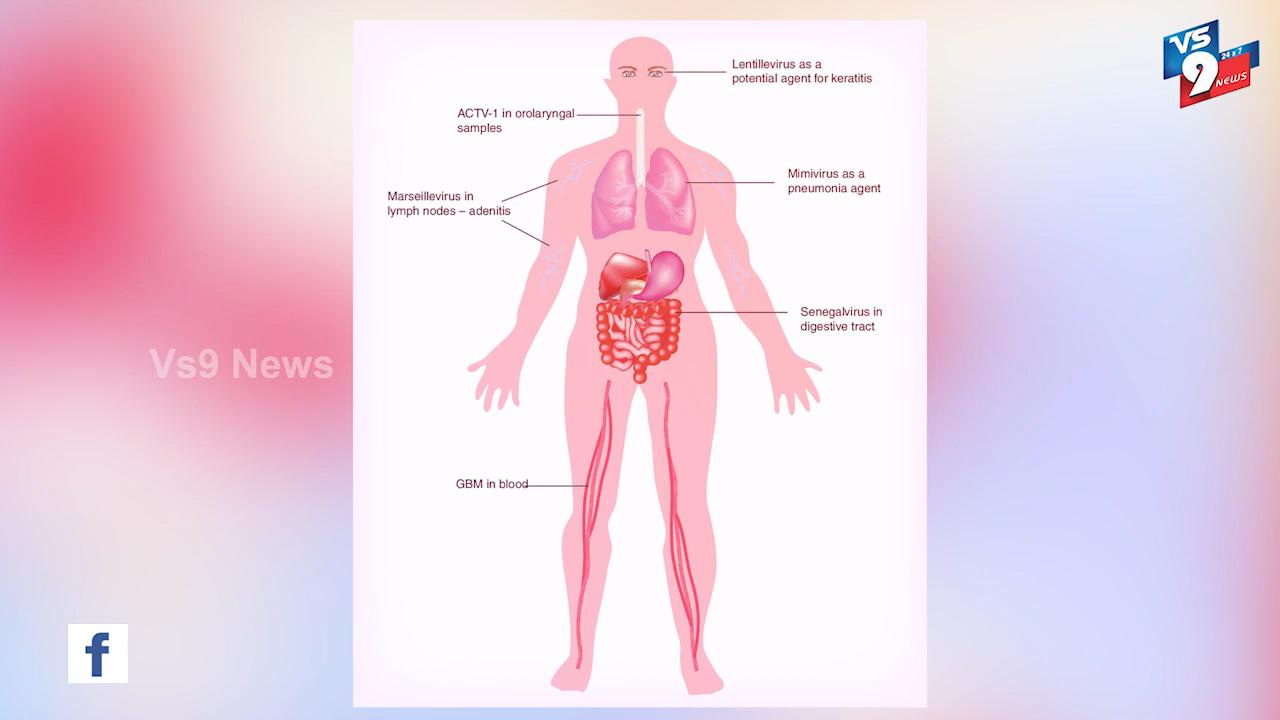 VS
24 x 7
9
NEWS
Lentillevirus as a
potential agent for keratitis
ACTV-1 in orolaryngal
samples
Mimivirus as a
pneumonia agent
Marseillevirus in
lymph nodes – adenitis
Senegalvirus in
digestive tract
Vs9 News
GBM in blood
f